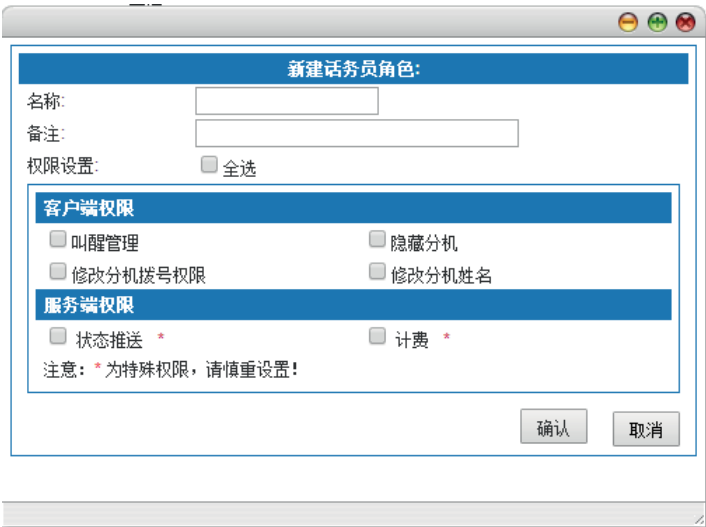 新建话务员角色:
名称:
备注:
权限设置: 全选
客户端权限
叫醒管理 隐藏分机
修改分机拨号权限 修改分机姓名
服务端权限
状态推送 * 计费 *
注意: *为特殊权限，请慎重设置!
确认 取消